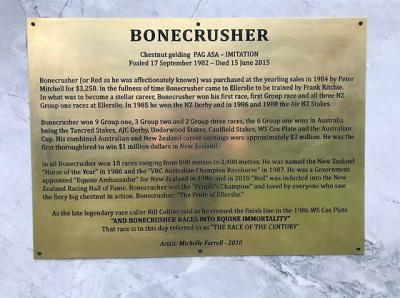 BONECRUSHER
Chestnut gelding PAG ASA – IMITATION
Foaled 17 September 1982 – Died 15 June 2015
Bonecrusher (or Red as he was affectionately known) was purchased at the yearling sales in 1984 by Peter
Mitchell for $3,250. In the fullness of time Bonecrusher came to Ellerslie to be trained by Frank Ritchie.
In what was to become a stellar career, Bonecrusher won his first race, first Group race and all three NZ
Group one races at Ellerslie. In 1985 he won the NZ Derby and in 1986 and 1988 the Air NZ Stakes.
Bonecrusher won 9 Group one, 3 Group two and 2 Group three races, the 6 Group one wins in Australia
being the Tancred Stakes, AJC Derby, Underwood Stakes, Caulfield Stakes, WS Cox Plate and the Australian
Cup. His combined Australian and New Zealand career earnings were approximately $3 million. He was the
first thoroughbred to win $1 million dollars in New Zealand.
In all Bonecrusher won 18 races ranging from 800 metres to 2,400 metres. He was named the New Zealand
"Horse of the Year" in 1986 and the "VRC Australian Champion Racehorse" in 1987. He was a Government
appointed "Equine Ambassador" for New Zealand in 1986, and in 2010 "Red" was inducted into the New
Zealand Racing Hall of Fame. Bonecrusher was the "People's Champion" and loved by everyone who saw
the fiery big chestnut in action. Bonecrusher; "The Pride of Ellerslie."
As the late legendary race caller Bill Collins said as he crossed the finish line in the 1986 WS Cox Plate
"AND BONECRUSHER RACES INTO EQUINE IMMORTALITY"
That race is to this day referred to as "THE RACE OF THE CENTURY"
Artist: Michelle Farrell - 2018